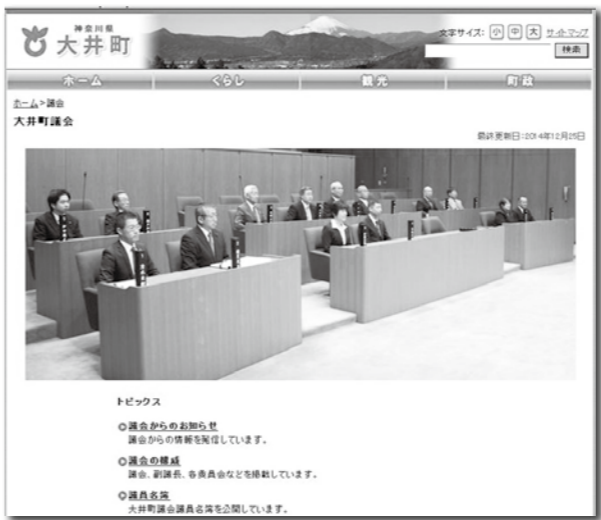 神奈川県
大井町
文字サイズ: 小 中 大 サイトマップ
検索
ホーム くらし 観光 町政
ホーム>議会
大井町議会
最終更新日:2014年12月25日
トピックス
◎議会からのお知らせ
議会からの情報を発信しています。
◎議会の構成
議会、副議長、各委員会などを掲載しています。
◎議員名簿
大井町議会議員名簿を公開しています。